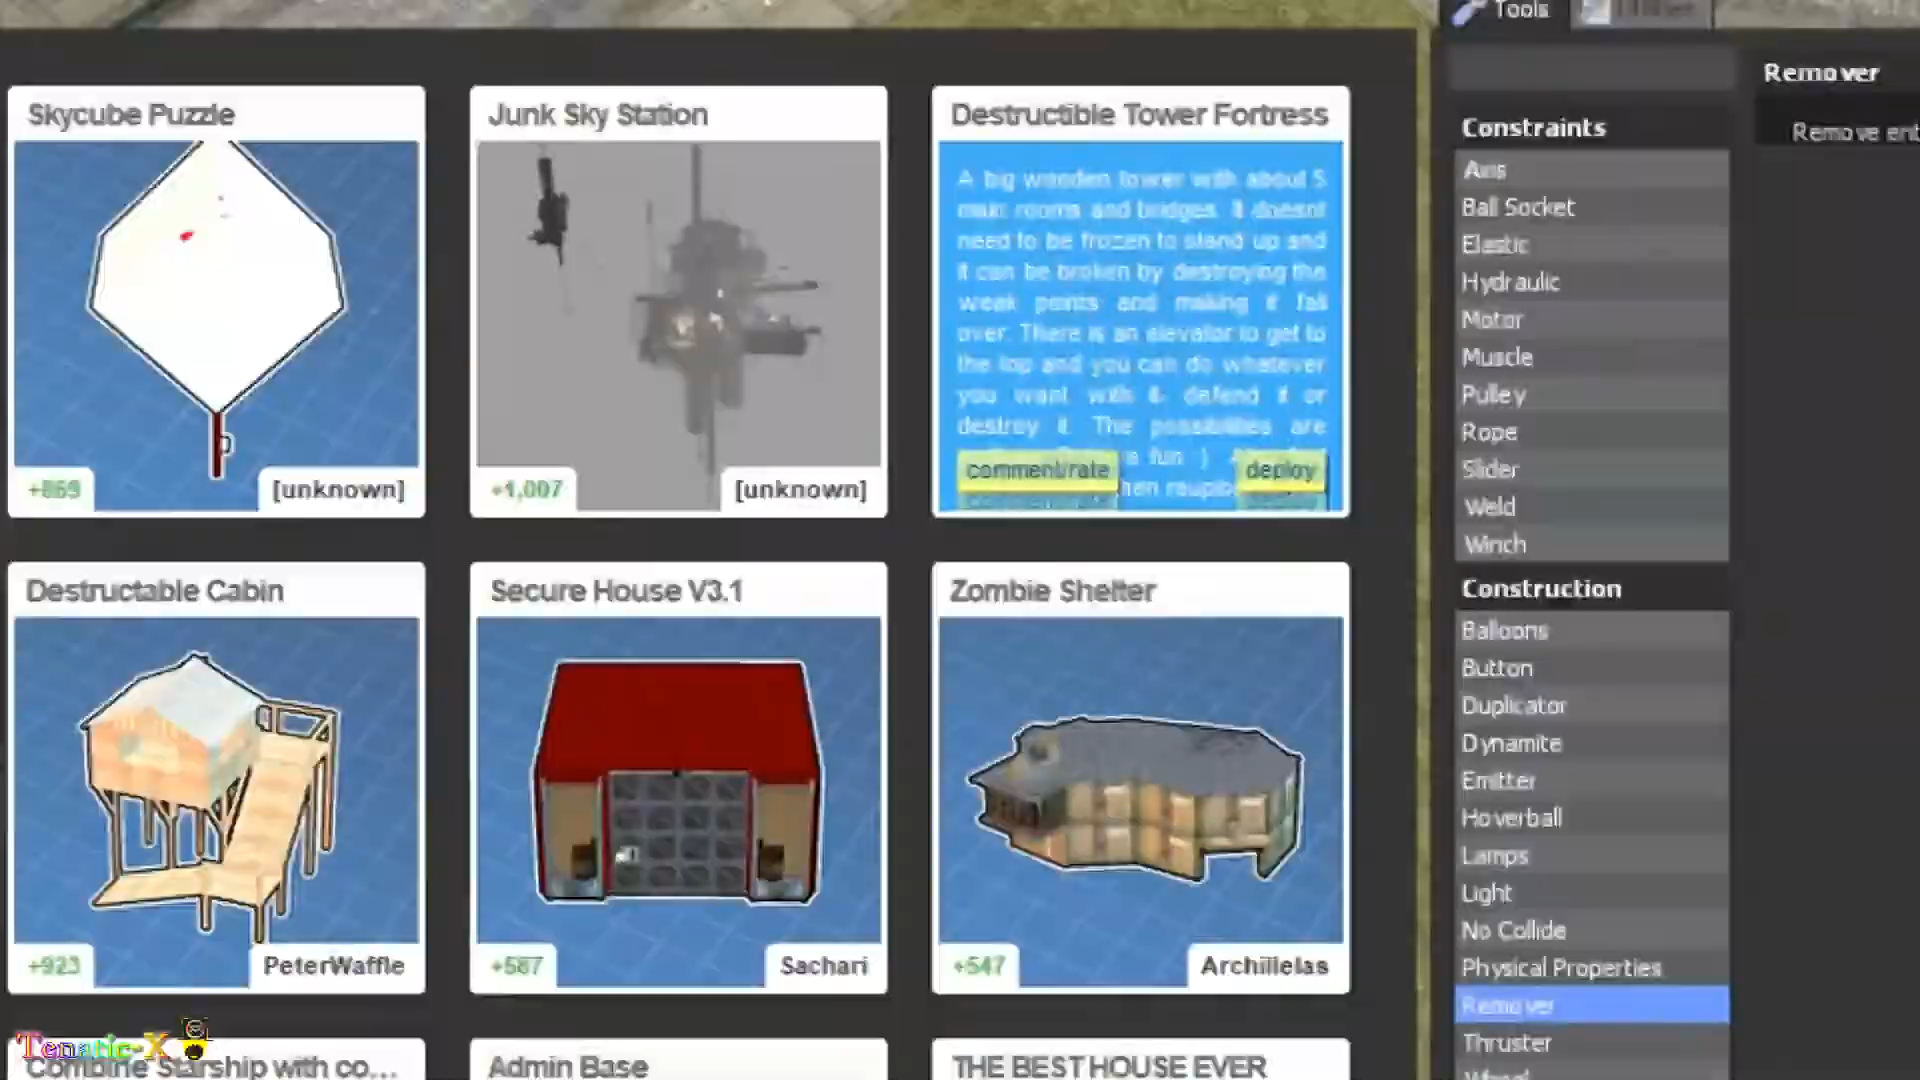 Tools
Skycube Puzzle
+869
[unknown]
Junk Sky Station
+1,007
[unknown]
Destructible Tower Fortress
A big wooden tower with about 5
main rooms and bridges. It doesnt
need to be frozen to stand up and
it can be broken by destroying the
weak points and making it fall
over. There is an elevator to get to
the top and you can do whatever
you want with it- defend it or
destroy it. The possibilities are
a fun :)
comment/rate
deploy
Destructable Cabin
+923
PeterWaffle
Secure House V3.1
+587
Sachari
Zombie Shelter
+547
Archillelas
Tenatic-X
Combine Starship with co...
Admin Base
THE BEST HOUSE EVER
Constraints
Axis
Ball Socket
Elastic
Hydraulic
Motor
Muscle
Pulley
Rope
Slider
Weld
Winch
Construction
Balloons
Button
Duplicator
Dynamite
Emitter
Hoverball
Lamps
Light
No Collide
Physical Properties
Remover
Thruster
Wheel
Remover
Remove ent